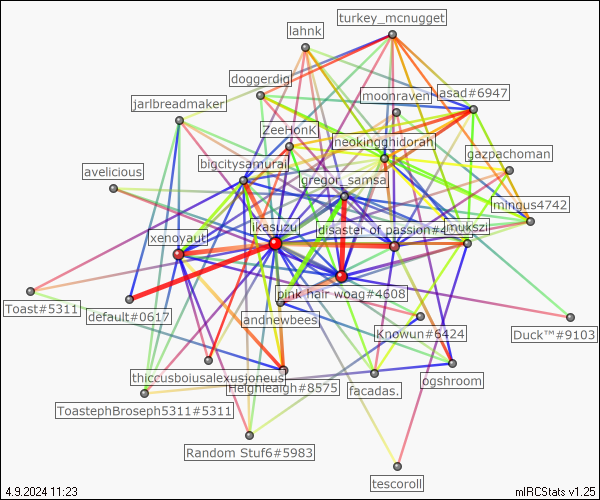 turkey_mcnugget
lahnk
doggerdig
moonraven
asad#6947
jarlbreadmaker
ZeeHonK
neokingghidorah
gazpachoman
bigcitysamurai
avelicious
gregor_samsa
mingus4742
ikasuzu
disaster of passion#4
mukszi
xenoyaut
pink hair woag#4608
Toast#5311
default#0617
landnewbees
Knowun#6424
Duck™#9103
thiccusboiusalexusjoneus
Heighleaigh#8575
facadas.
ogshroom
ToastephBroseph5311#5311
Random Stuf6#5983
tescoroll
4.9.2024 11:23
mIRCStats v1.25